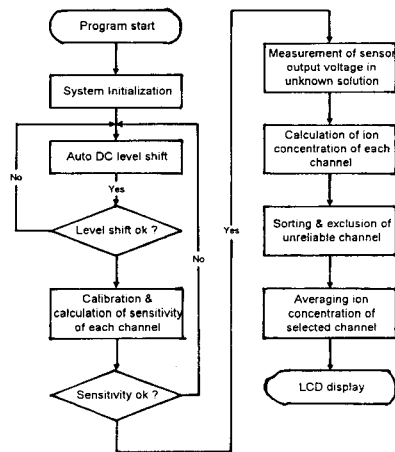 Program start
System Initialization
Auto DC level shift
No
Yes
Level shift ok ?
No
Calibration &
calculation of sensitivity
of each channel
Sensitivity ok ?
Yes
Measurement of sensor
output voltage in
unknown solution
Calculation of ion
concentration of each
channel
Sorting & exclusion of
unreliable channel
Averaging ion
concentration of
selected channel
LCD display